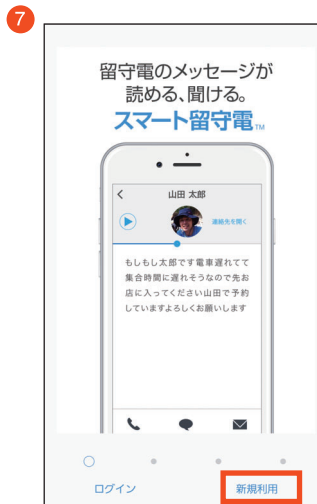 7
留守電のメッセージが
読める、聞ける。
スマート留守電™
山田 太郎
連絡先を開く
もしもし太郎です電車遅れてて
集合時間に遅れそうなので先お
店に入ってください山田で予約
していますよろしくお願いします
ログイン 新規利用